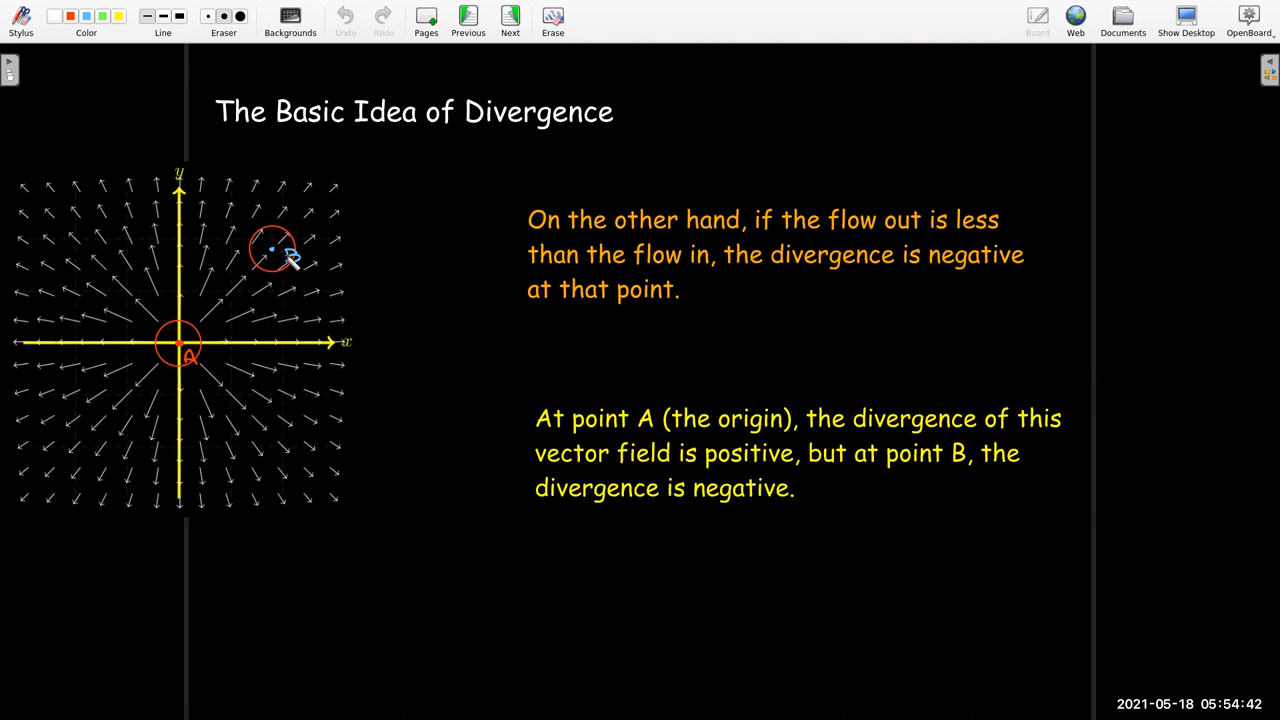 Stylus
Color
Line
Eraser
Backgrounds
Undo
Redo
Pages
Previous
Next
Erase
Board
Web
Documents
Show Desktop
OpenBoard
The Basic Idea of Divergence
y
B
x
A
On the other hand, if the flow out is less
than the flow in, the divergence is negative
at that point.
At point A (the origin), the divergence of this
vector field is positive, but at point B, the
divergence is negative.
2021-05-18 05:54:42